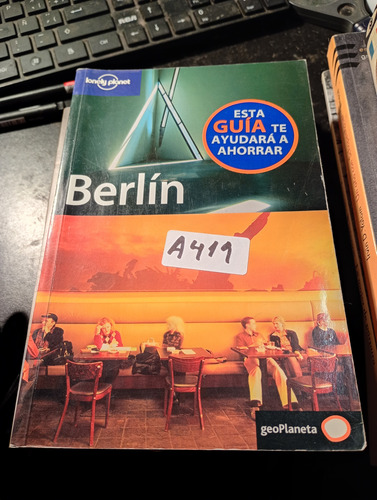 lonely planet
ESTA
GUÍA TE
AYUDARÁ A
AHORRAR
Berlín
A419
geoPlaneta